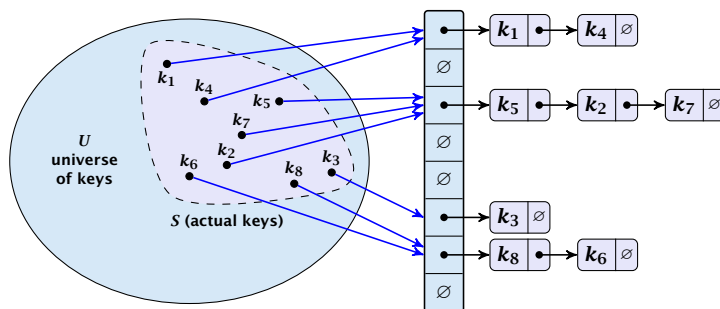 U
universe
of keys
k1
k4
k5
k7
k2
k6
k8
k3
S (actual keys)
k1 k4 ∅
∅
k5 k2 k7 ∅
∅
∅
k3 ∅
k8 k6 ∅
∅